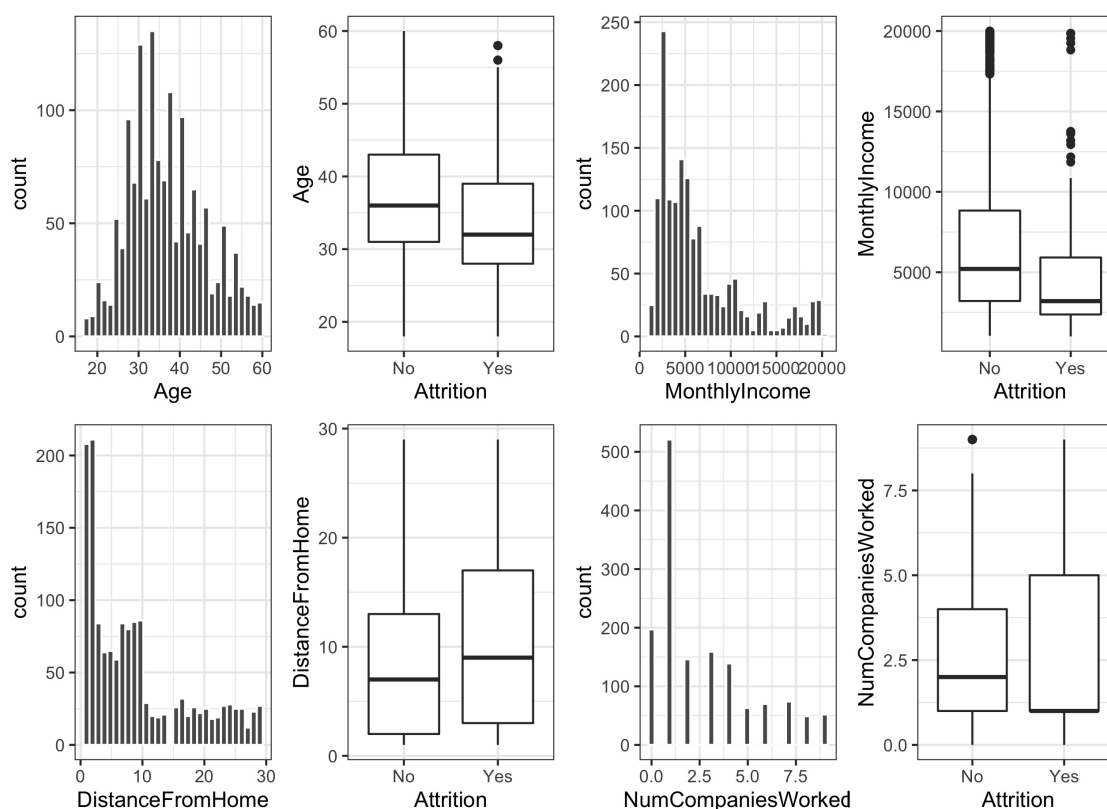 count
100
50
0
20 30 40 50 60
Age
Age
60
50
40
30
20
No Yes
Attrition
count
250
200
150
100
50
0
0 5000 10000 15000 20000
MonthlyIncome
MonthlyIncome
20000
15000
10000
5000
No Yes
Attrition
count
200
150
100
50
0
0 10 20 30
DistanceFromHome
DistanceFromHome
30
20
10
0
No Yes
Attrition
count
500
400
300
200
100
0
0.0 2.5 5.0 7.5
NumCompaniesWorked
NumCompaniesWorked
7.5
5.0
2.5
0.0
No Yes
Attrition